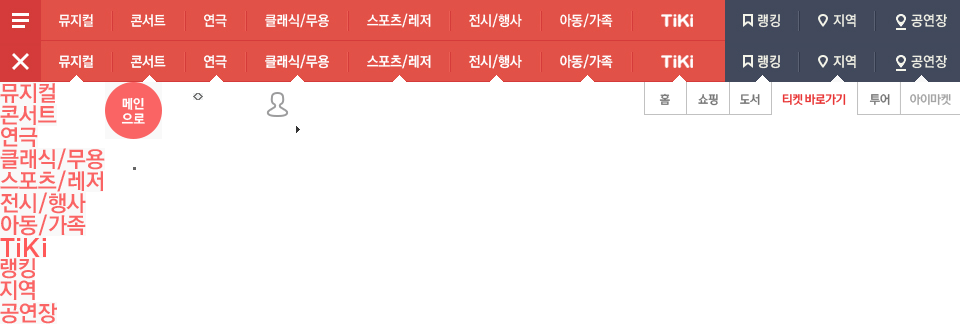 뮤지컬 콘서트 연극 클래식/무용 스포츠/레저 전시/행사 아동/가족 TiKi 랭킹 지역 공연장
뮤지컬 콘서트 연극 클래식/무용 스포츠/레저 전시/행사 아동/가족 TiKi 랭킹 지역 공연장
홈 쇼핑 도서 티켓 바로가기 투어 아이마켓
메인
으로
뮤지컬
콘서트
연극
클래식/무용
스포츠/레저
전시/행사
아동/가족
TiKi
랭킹
지역
공연장